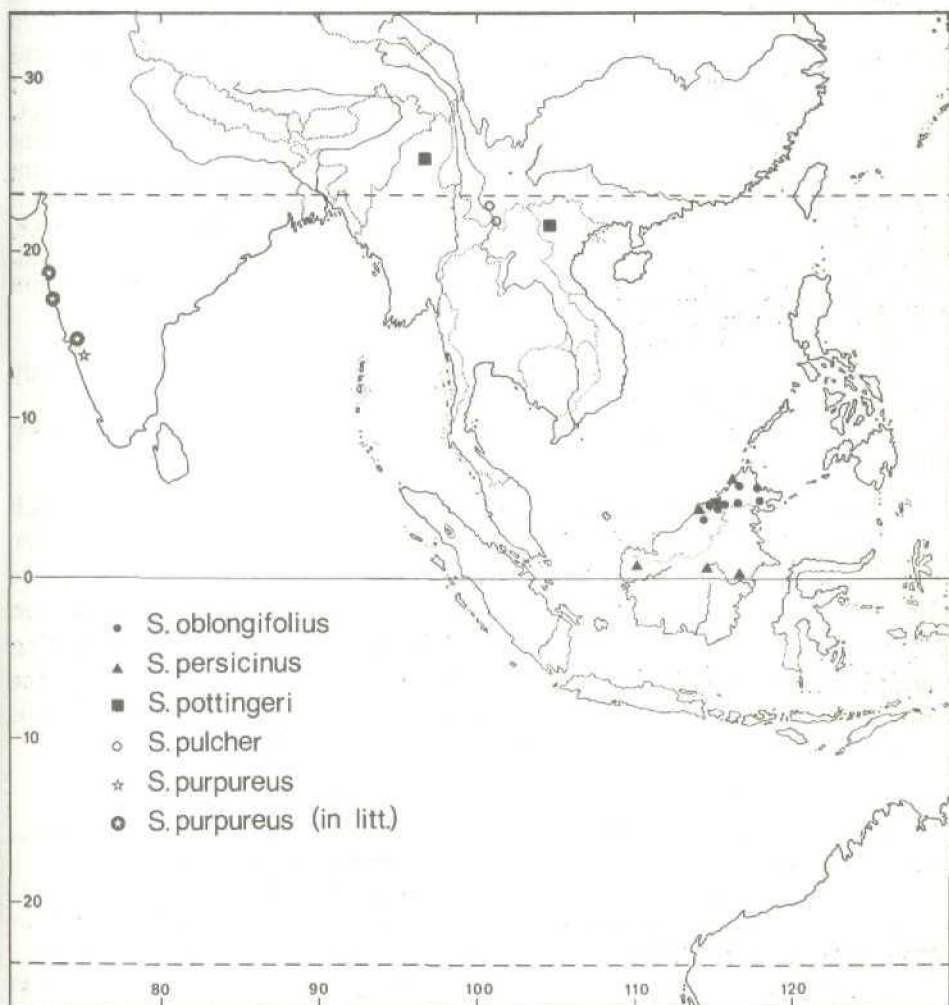 30
20
10
0
10
20
S. oblongifolius
S. persicinus
S. pottingeri
S. pulcher
S. purpureus
S. purpureus (in litt.)
80 90 100 110 120